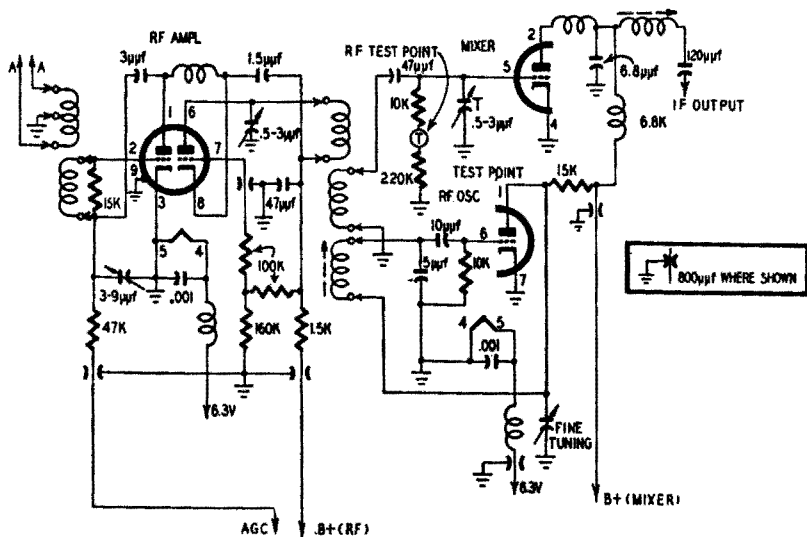 RF AMPL
3µµf
1.5µµf
A
A
1
6
2
7
9
3
8
15K
.5-3µµf
47µµf
5
4
100K
3-9µµf
.001
47K
160K
1.5K
6.3V
AGC
B+(RF)
RF TEST POINT
47µµf
MIXER
2
5
4
10K
T
T
.5-3µµf
220K
6.8µµf
120µµf
IF OUTPUT
6.8K
TEST POINT
RF OSC
1
15K
10µµf
6
5µµf
10K
7
4
5
.001
FINE
TUNING
6.3V
B+(MIXER)
800µµf WHERE SHOWN